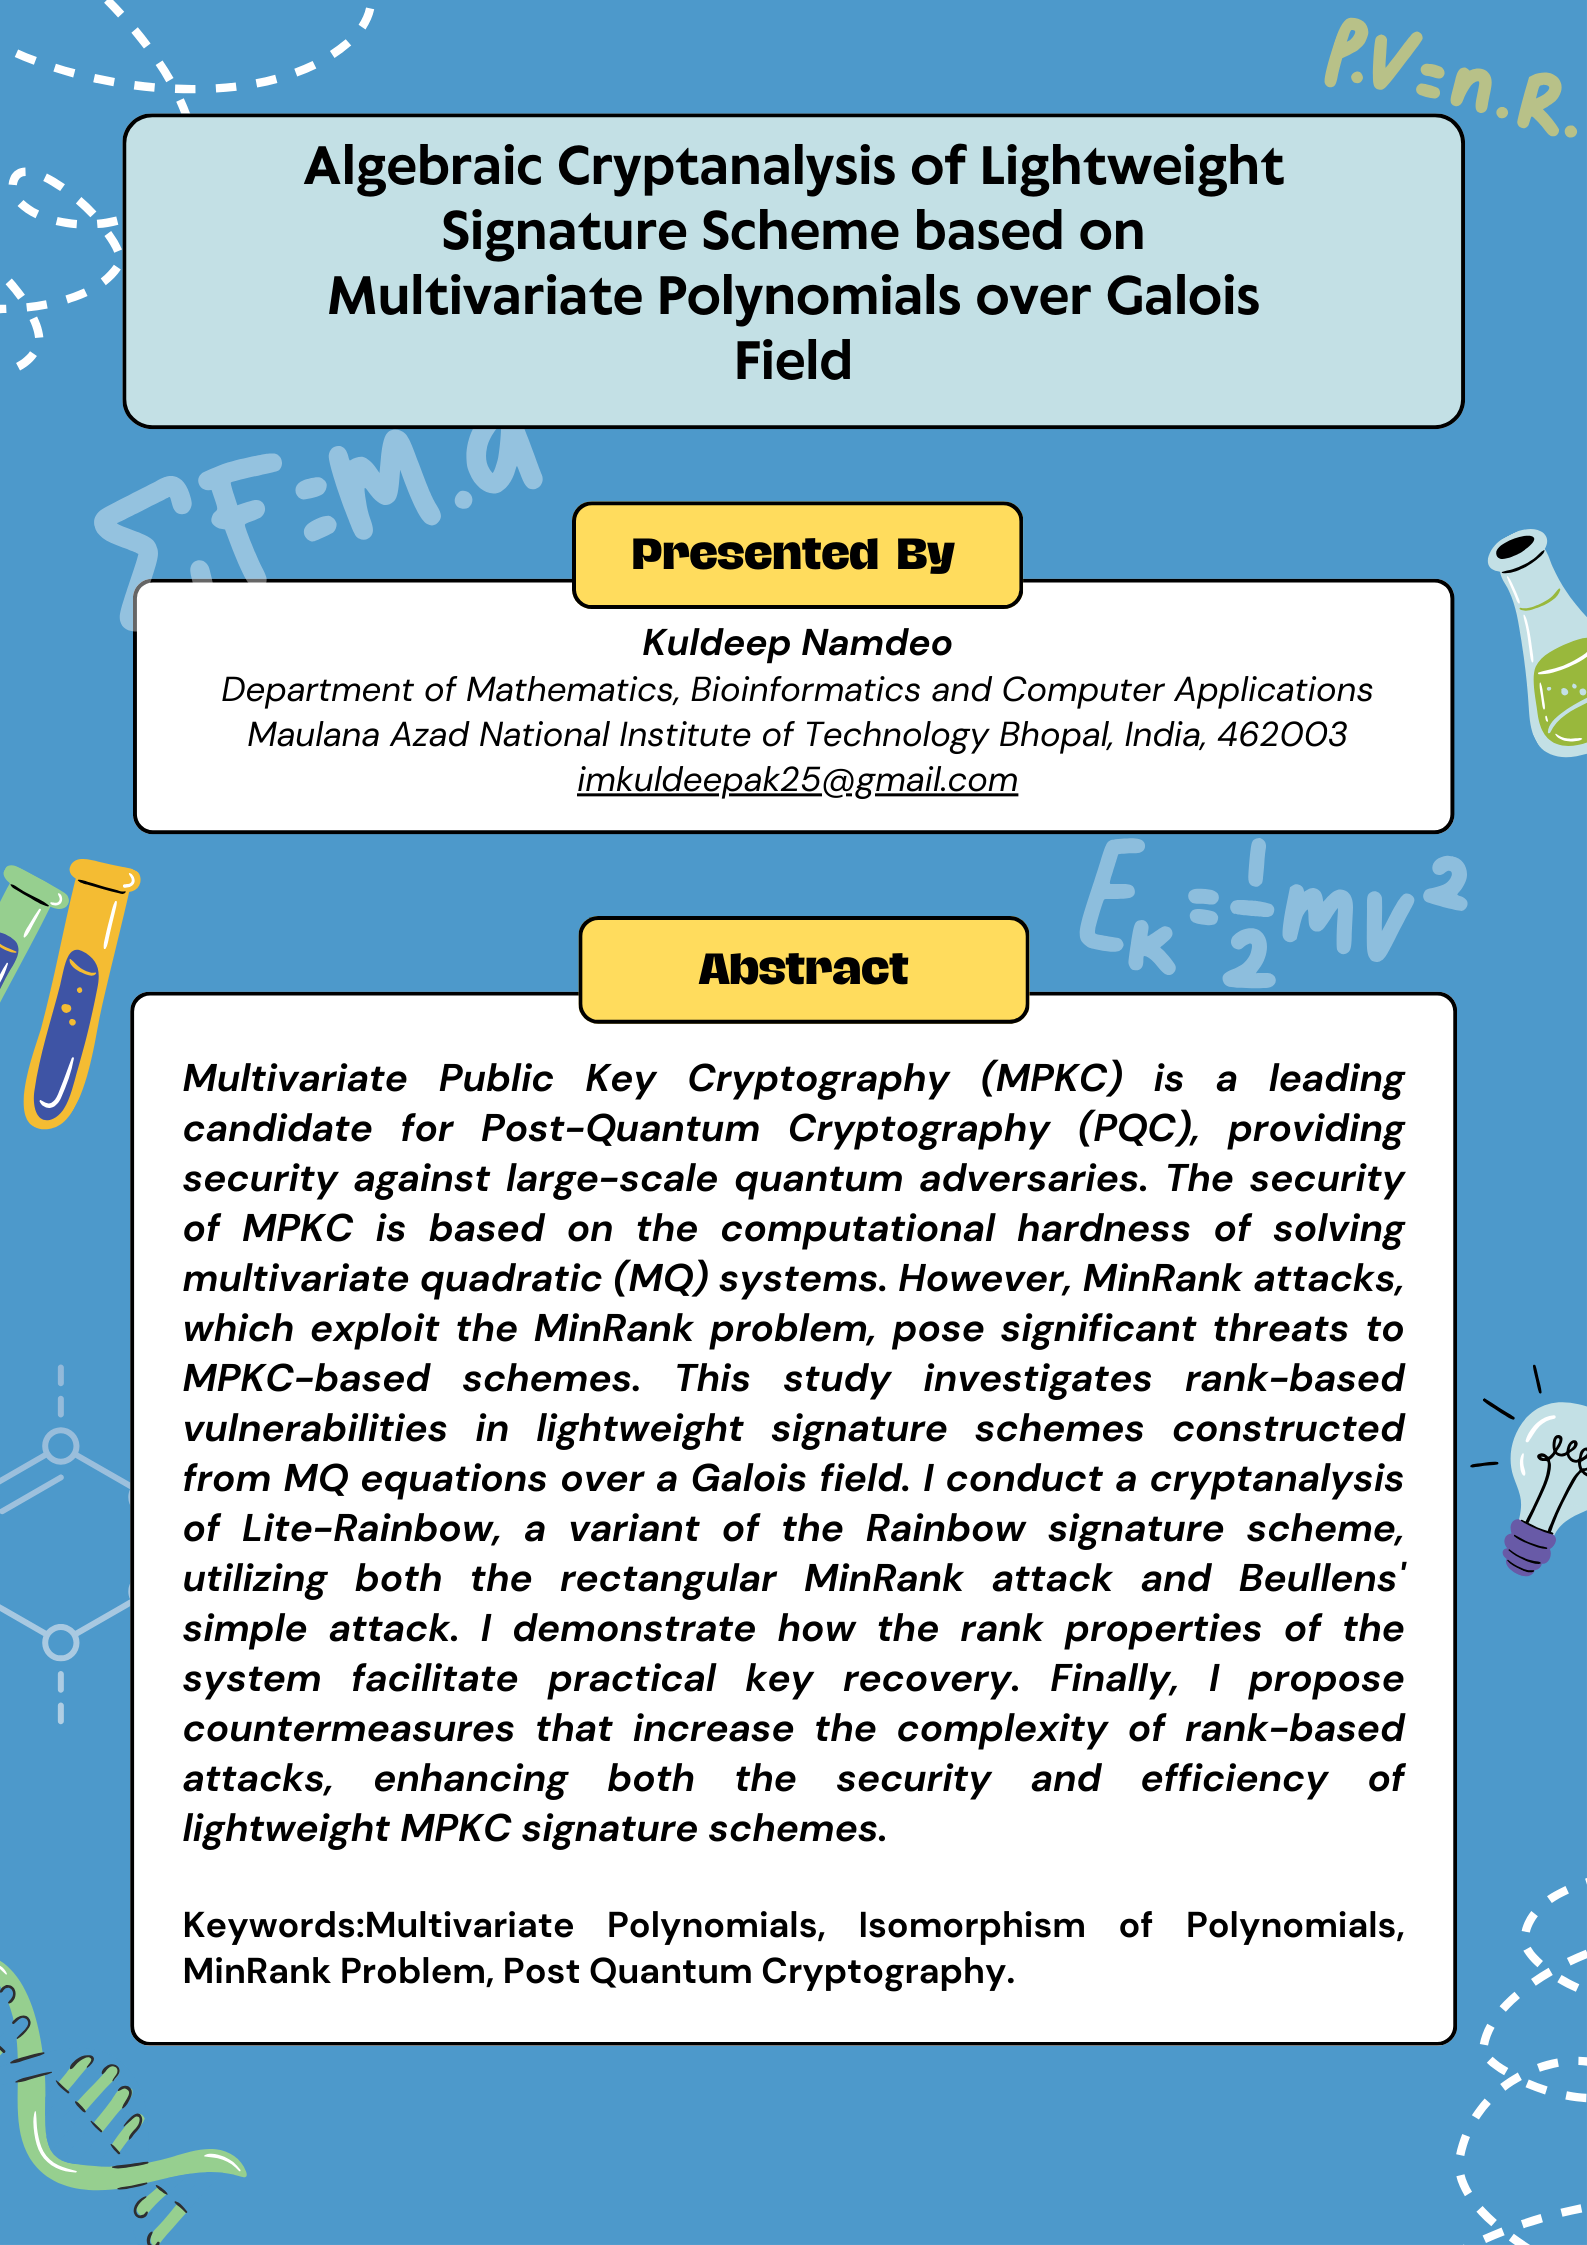 P.V=n.R.
Algebraic Cryptanalysis of Lightweight
Signature Scheme based on
Multivariate Polynomials over Galois
Field
Σ.F=M.a
Presented By
Kuldeep Namdeo
Department of Mathematics, Bioinformatics and Computer Applications
Maulana Azad National Institute of Technology Bhopal, India, 462003
imkuldeepak25@gmail.com
Eₖ=½mv²
Abstract
Multivariate Public Key Cryptography (MPKC) is a leading
candidate for Post-Quantum Cryptography (PQC), providing
security against large-scale quantum adversaries. The security
of MPKC is based on the computational hardness of solving
multivariate quadratic (MQ) systems. However, MinRank attacks,
which exploit the MinRank problem, pose significant threats to
MPKC-based schemes. This study investigates rank-based
vulnerabilities in lightweight signature schemes constructed
from MQ equations over a Galois field. I conduct a cryptanalysis
of Lite-Rainbow, a variant of the Rainbow signature scheme,
utilizing both the rectangular MinRank attack and Beullens'
simple attack. I demonstrate how the rank properties of the
system facilitate practical key recovery. Finally, I propose
countermeasures that increase the complexity of rank-based
attacks, enhancing both the security and efficiency of
lightweight MPKC signature schemes.
Keywords:Multivariate Polynomials, Isomorphism of Polynomials,
MinRank Problem, Post Quantum Cryptography.